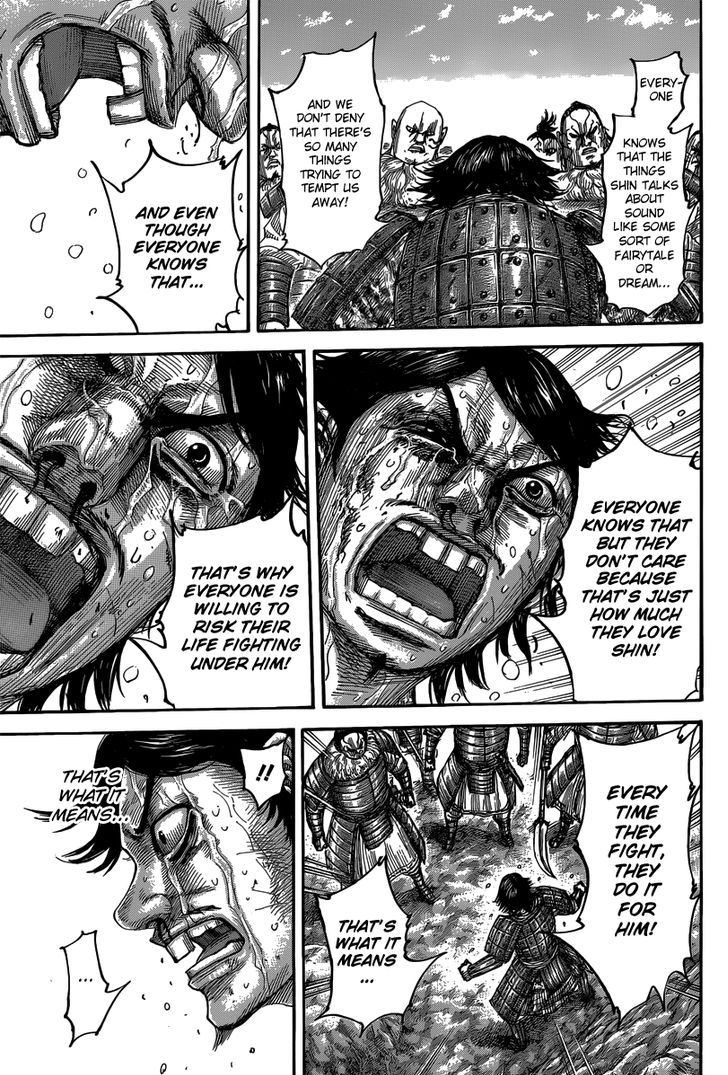 EVERY-
ONE
KNOWS
THAT THE
THINGS
SHIN TALKS
ABOUT
SOUND
LIKE SOME
SORT OF
FAIRYTALE
OR
DREAM...
AND WE
DON'T DENY
THAT THERE'S
SO MANY
THINGS
TRYING TO
TEMPT US
AWAY!
AND EVEN
THOUGH
EVERYONE
KNOWS
THAT...
EVERYONE
KNOWS THAT
BUT THEY
DON'T CARE
BECAUSE
THAT'S JUST
HOW MUCH
THEY LOVE
SHIN!
THAT'S WHY
EVERYONE IS
WILLING TO
RISK THEIR
LIFE FIGHTING
UNDER HIM!
EVERY
TIME
THEY
FIGHT,
THEY
DO IT
FOR
HIM!
THAT'S
WHAT IT
MEANS
...
!!
THAT'S
WHAT IT
MEANS...
...